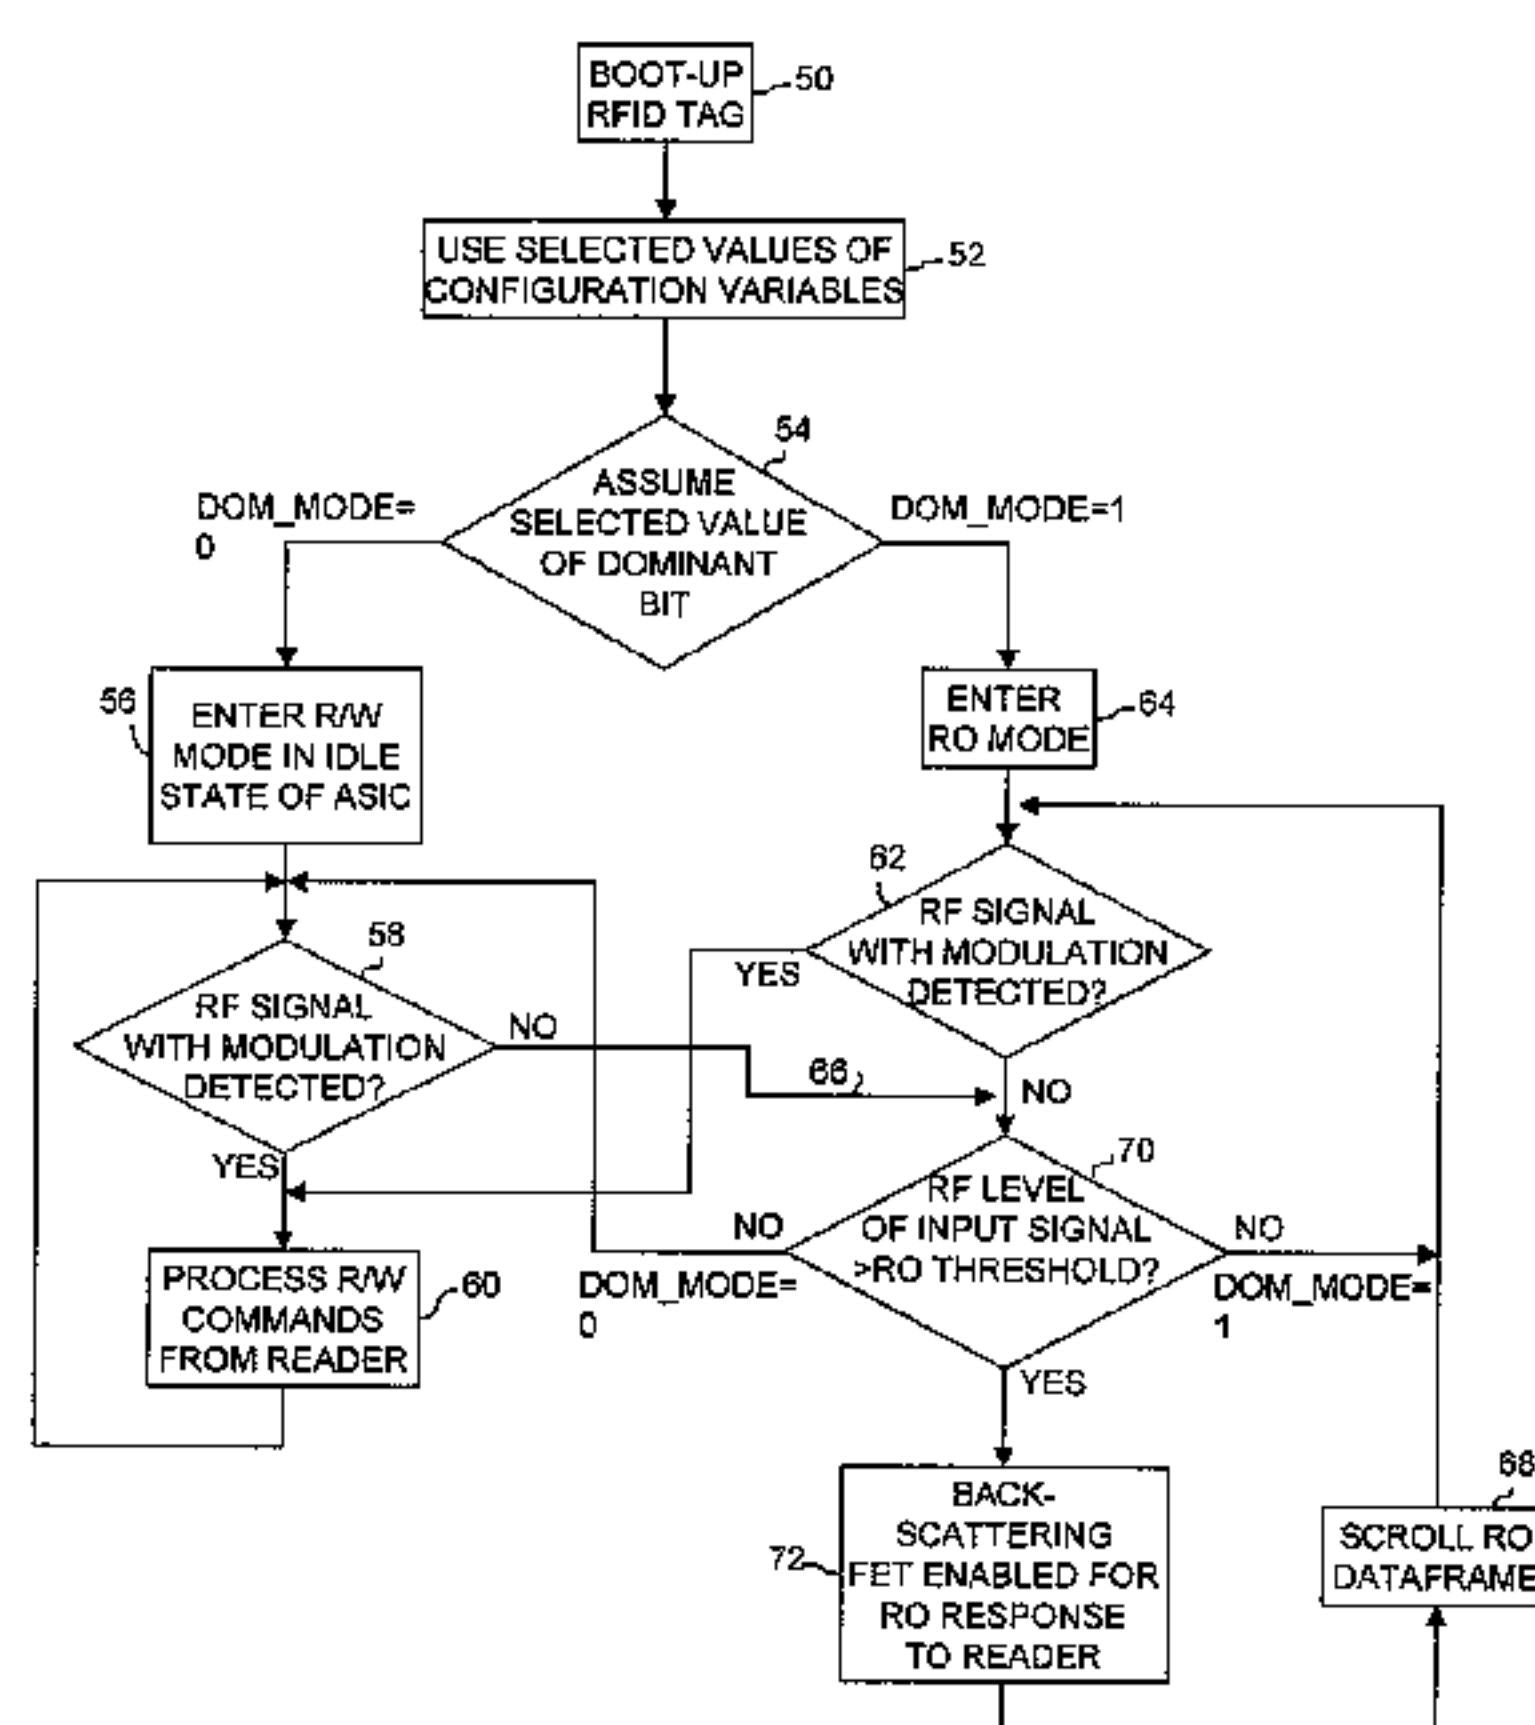 BOOT-UP
RFID TAG
50
USE SELECTED VALUES OF
CONFIGURATION VARIABLES
52
54
ASSUME
SELECTED VALUE
OF DOMINANT
BIT
DOM_MODE=
0
DOM_MODE=1
56
ENTER R/W
MODE IN IDLE
STATE OF ASIC
ENTER
RO MODE
64
62
RF SIGNAL
WITH MODULATION
DETECTED?
YES
NO
58
RF SIGNAL
WITH MODULATION
DETECTED?
NO
66
YES
70
RF LEVEL
OF INPUT SIGNAL
>RO THRESHOLD?
NO
DOM_MODE=
0
NO
DOM_MODE=
1
YES
PROCESS R/W
COMMANDS
FROM READER
60
BACK-
SCATTERING
FET ENABLED FOR
RO RESPONSE
TO READER
72
68
SCROLL RO
DATAFRAME